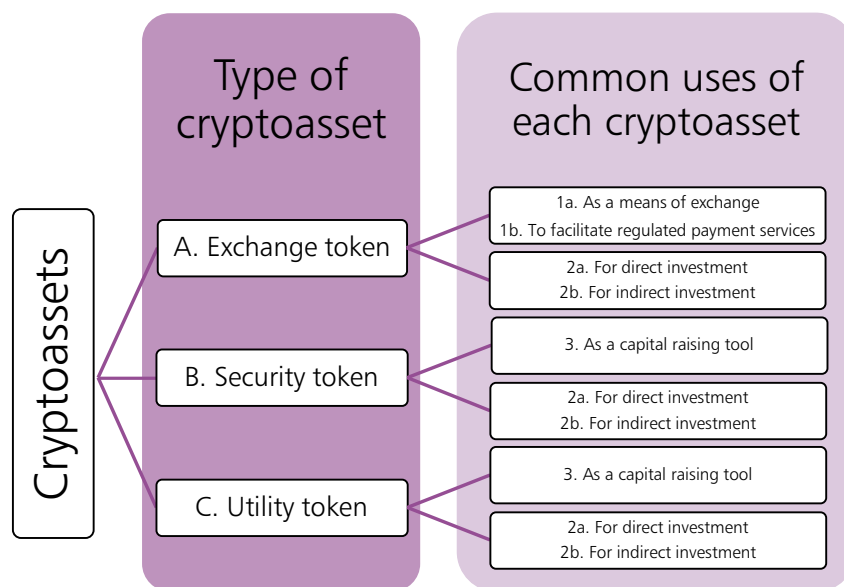 Cryptoassets
Type of
cryptoasset
A. Exchange token
B. Security token
C. Utility token
Common uses of
each cryptoasset
1a. As a means of exchange
1b. To facilitate regulated payment services
2a. For direct investment
2b. For indirect investment
3. As a capital raising tool
2a. For direct investment
2b. For indirect investment
3. As a capital raising tool
2a. For direct investment
2b. For indirect investment